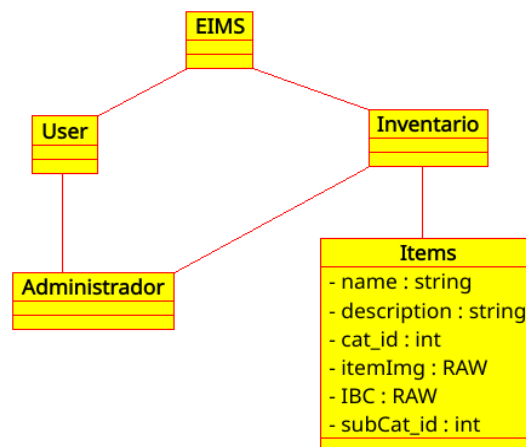 EIMS
User
Inventario
Administrador
Items
- name : string
- description : string
- cat_id : int
- itemImg : RAW
- IBC : RAW
- subCat_id : int